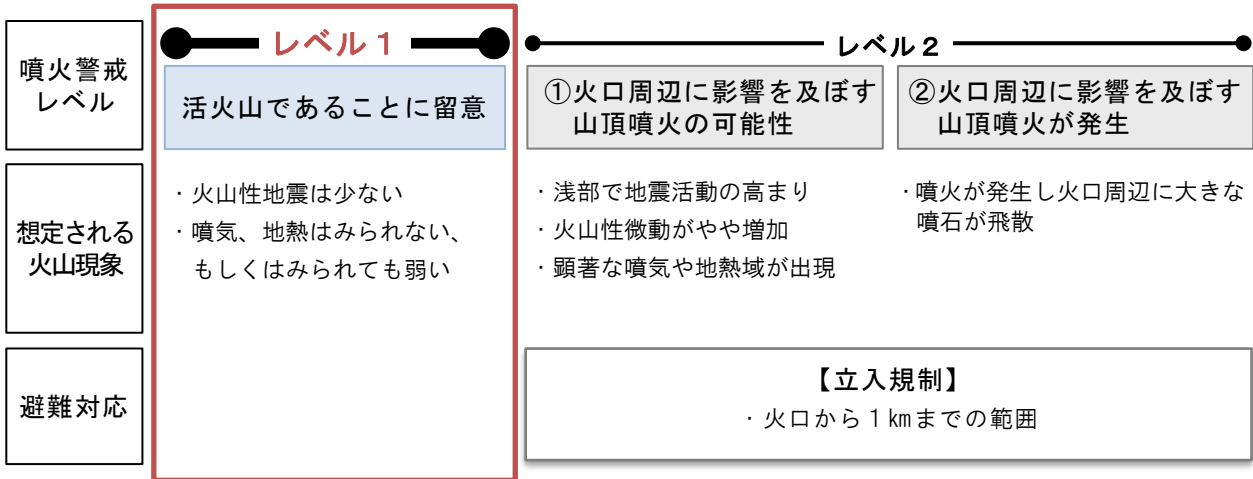 噴火警戒
レベル
レベル１
レベル２
活火山であることに留意
①火口周辺に影響を及ぼす
山頂噴火の可能性
②火口周辺に影響を及ぼす
山頂噴火が発生
想定される
火山現象
・火山性地震は少ない
・噴気、地熱はみられない、
もしくはみられても弱い
・浅部で地震活動の高まり
・火山性微動がやや増加
・顕著な噴気や地熱域が出現
・噴火が発生し火口周辺に大きな
噴石が飛散
避難対応
【立入規制】
・火口から１㎞までの範囲